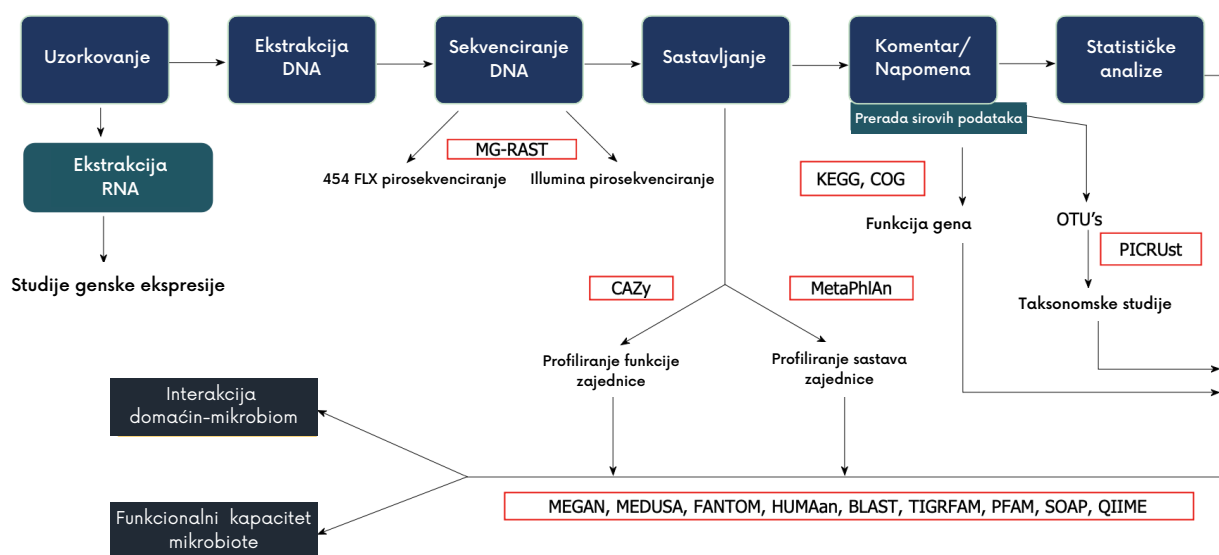 Uzorkovanje
Ekstrakcija
DNA
Sekvenciranje
DNA
Sastavljanje
Komentar/
Napomena
Statističke
analize
Prerada sirovih podataka
Ekstrakcija
RNA
MG-RAST
454 FLX pirosekvenciranje
Illumina pirosekvenciranje
KEGG, COG
Funkcija gena
OTU's
PICRUst
Studije genske ekspresije
CAZy
MetaPhlAn
Taksonomske studije
Profiliranje funkcije
zajednice
Profiliranje sastava
zajednice
Interakcija
domaćin-mikrobiom
MEGAN, MEDUSA, FANTOM, HUMAan, BLAST, TIGRFAM, PFAM, SOAP, QIIME
Funkcionalni kapacitet
mikrobiote